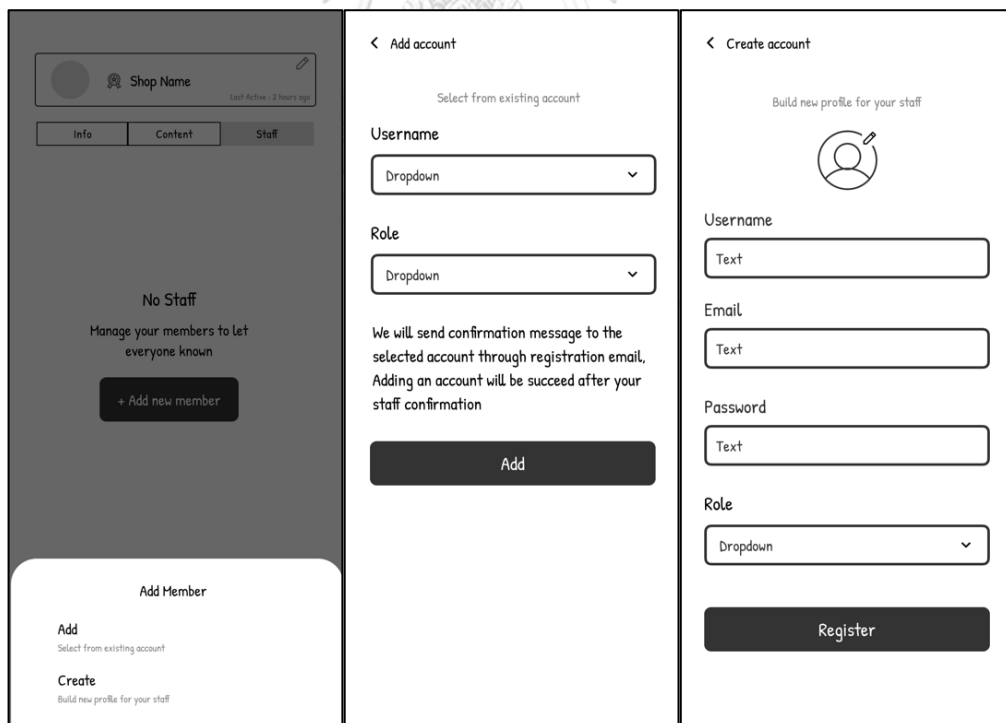 Shop Name
Last Active : 2 hours ago
Info
Content
Staff
No Staff
Manage your members to let
everyone known
+ Add new member
Add Member
Add
Select from existing account
Create
Build new profile for your staff
Add account
Select from existing account
Username
Dropdown
Role
Dropdown
We will send confirmation message to the
selected account through registration email,
Adding an account will be succeed after your
staff confirmation
Add
Create account
Build new profile for your staff
Username
Text
Email
Text
Password
Text
Role
Dropdown
Register